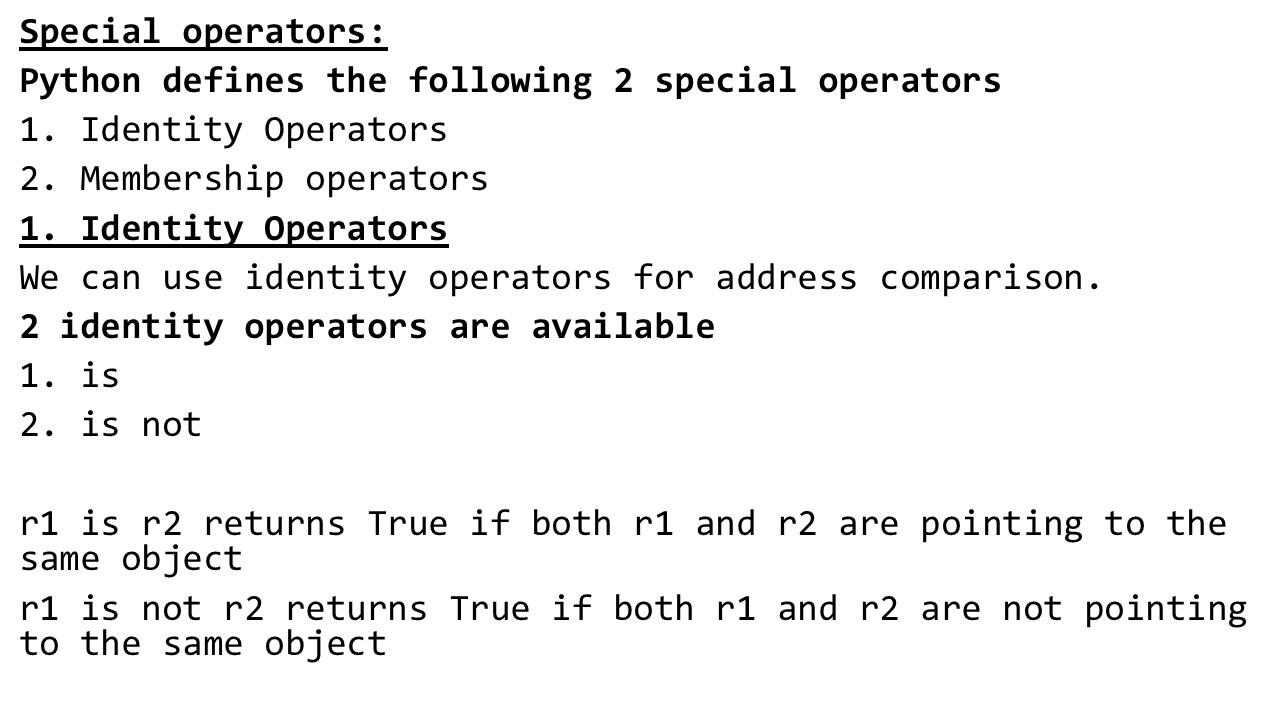 Special operators:
Python defines the following 2 special operators
1. Identity Operators
2. Membership operators
1. Identity Operators
We can use identity operators for address comparison.
2 identity operators are available
1. is
2. is not
r1 is r2 returns True if both r1 and r2 are pointing to the
same object
r1 is not r2 returns True if both r1 and r2 are not pointing
to the same object